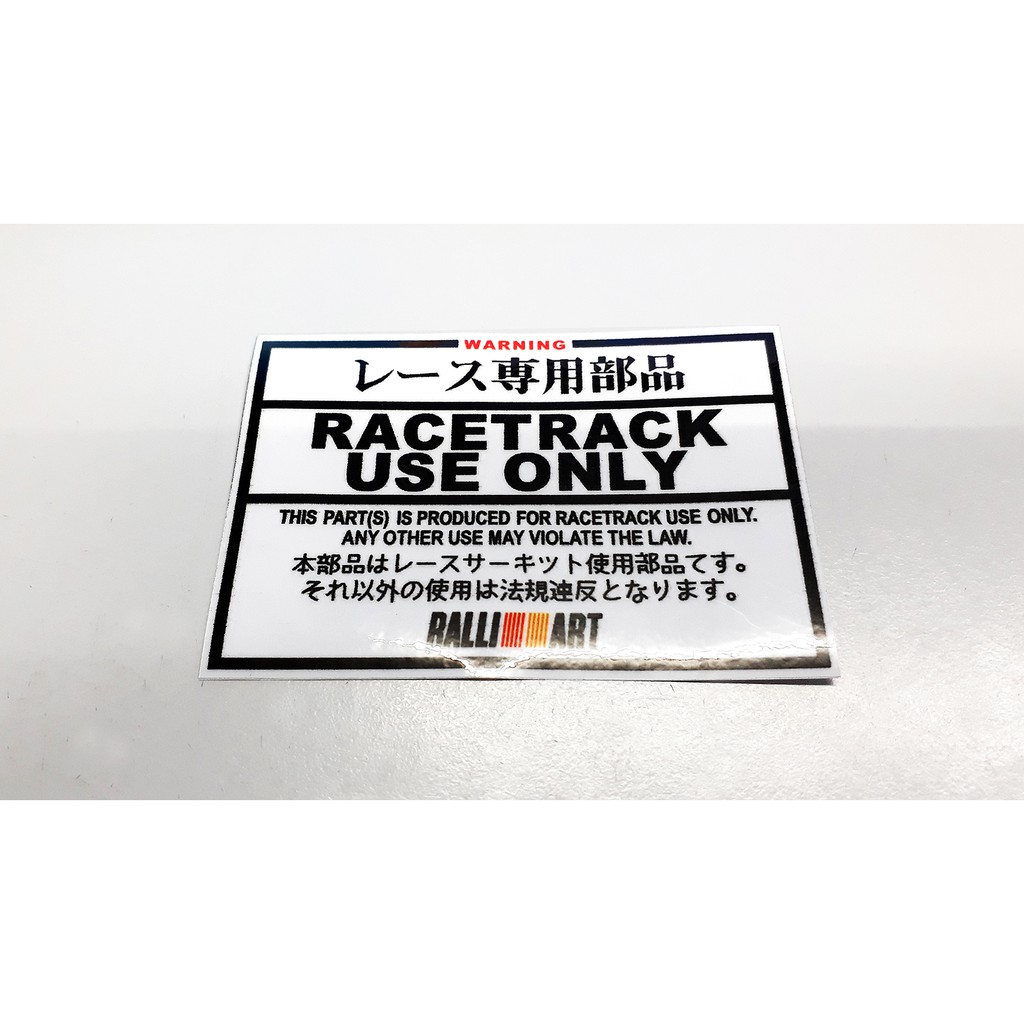 WARNING
レース専用部品
RACETRACK
USE ONLY
THIS PART(S) IS PRODUCED FOR RACETRACK USE ONLY.
ANY OTHER USE MAY VIOLATE THE LAW.
本部品はレースサーキット使用部品てす。
それ以外の使用は法規違反となります。
RALLI ART